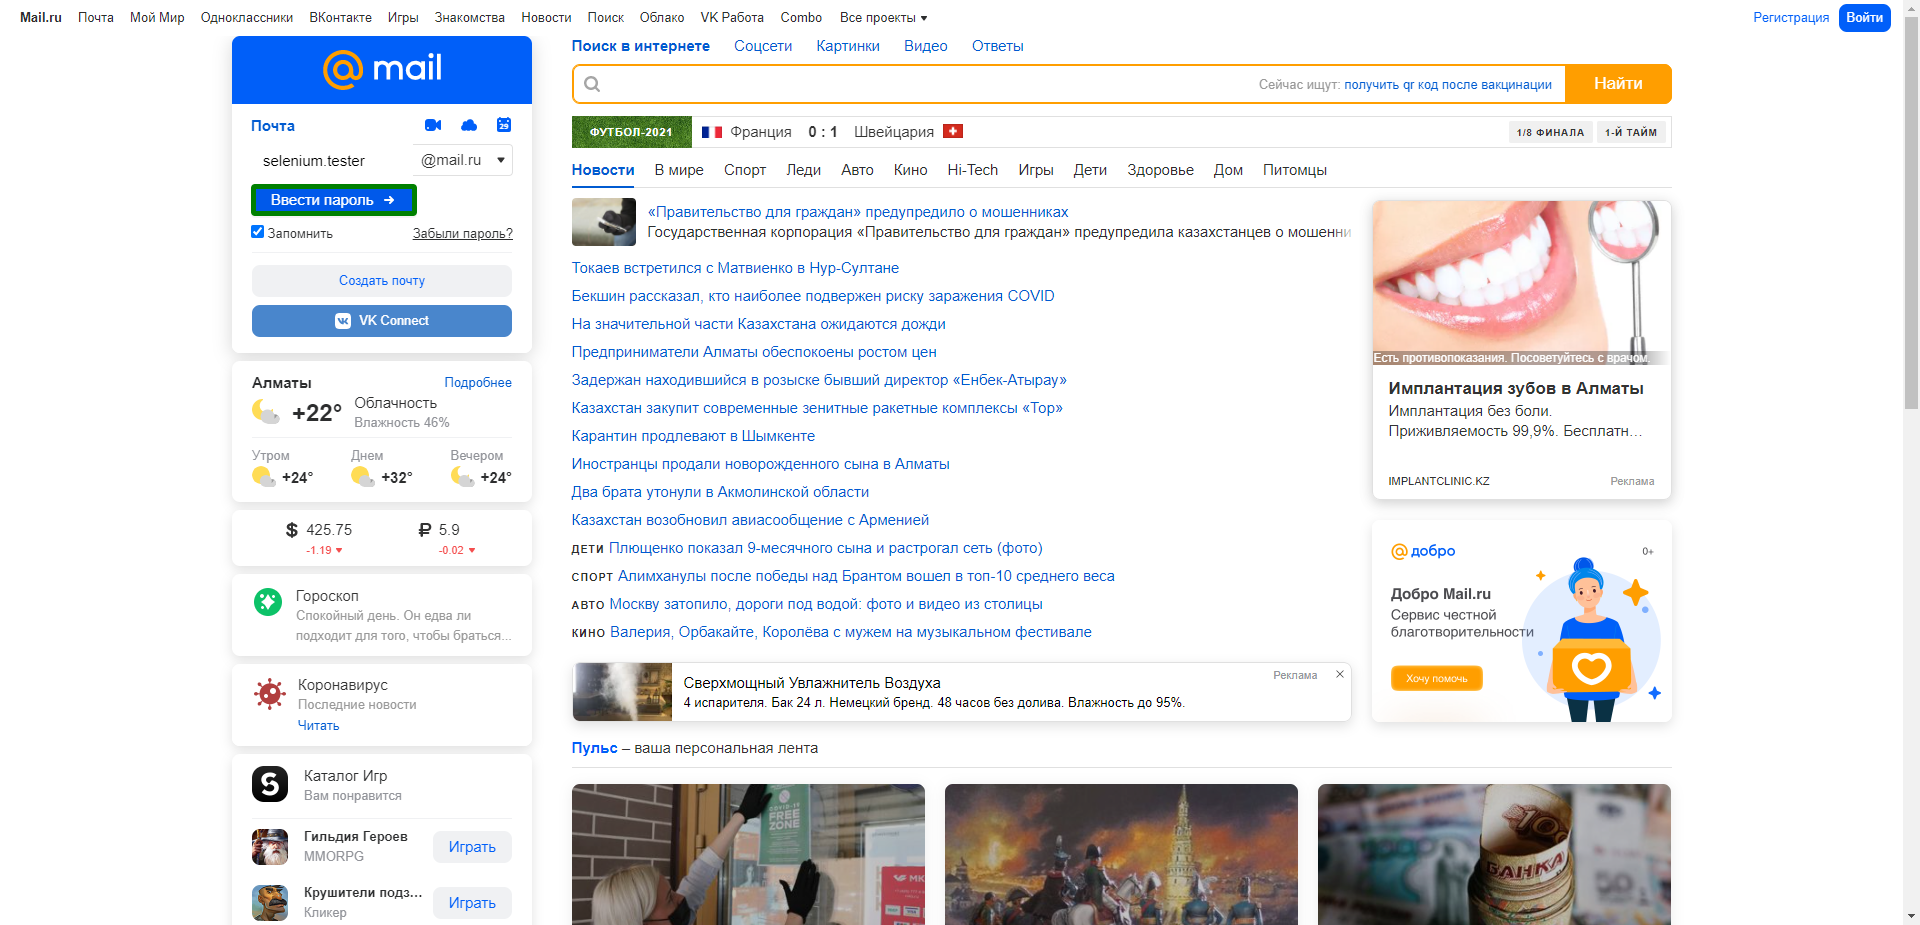 Mail.ru Почта Мой Мир Одноклассники ВКонтакте Игры Знакомства Новости Поиск Облако VK Работа Combo Все проекты Регистрация Войти
@mail
Почта
29
selenium.tester @mail.ru
Ввести пароль →
Запомнить Забыли пароль?
Создать почту
VK Connect
Алматы Подробнее
+22° Облачность
Влажность 46%
Утром Днем Вечером
+24° +32° +24°
$ 425.75 ₽ 5.9
-1.19 -0.02
Гороскоп
Спокойный день. Он едва ли
подходит для того, чтобы браться...
Коронавирус
Последние новости
Читать
Каталог Игр
Вам понравится
Гильдия Героев
MMORPG
Играть
Крушители подз...
Кликер
Играть
Поиск в интернете Соцсети Картинки Видео Ответы
Сейчас ищут: получить qr код после вакцинации Найти
ФУТБОЛ-2021 Франция 0 : 1 Швейцария 1/8 ФИНАЛА 1-Й ТАЙМ
Новости В мире Спорт Леди Авто Кино Hi-Tech Игры Дети Здоровье Дом Питомцы
«Правительство для граждан» предупредило о мошенниках
Государственная корпорация «Правительство для граждан» предупредила казахстанцев о мошенни
Токаев встретился с Матвиенко в Нур-Султане
Бекшин рассказал, кто наиболее подвержен риску заражения COVID
На значительной части Казахстана ожидаются дожди
Предприниматели Алматы обеспокоены ростом цен
Задержан находившийся в розыске бывший директор «Енбек-Атырау»
Казахстан закупит современные зенитные ракетные комплексы «Тор»
Карантин продлевают в Шымкенте
Иностранцы продали новорожденного сына в Алматы
Два брата утонули в Акмолинской области
Казахстан возобновил авиасообщение с Арменией
ДЕТИ Плющенко показал 9-месячного сына и растрогал сеть (фото)
СПОРТ Алимханулы после победы над Брантом вошел в топ-10 среднего веса
АВТО Москву затопило, дороги под водой: фото и видео из столицы
КИНО Валерия, Орбакайте, Королёва с мужем на музыкальном фестивале
Сверхмощный Увлажнитель Воздуха Реклама
4 испарителя. Бак 24 л. Немецкий бренд. 48 часов без долива. Влажность до 95%.
Пульс – ваша персональная лента
COVID-19
FREE
ZONE
МК
100
БАНКА
50
Есть противопоказания. Посоветуйтесь с врачом.
Имплантация зубов в Алматы
Имплантация без боли.
Приживляемость 99,9%. Бесплатн...
IMPLANTCLINIC.KZ Реклама
@добро 0+
Добро Mail.ru
Сервис честной
благотворительности
Хочу помочь